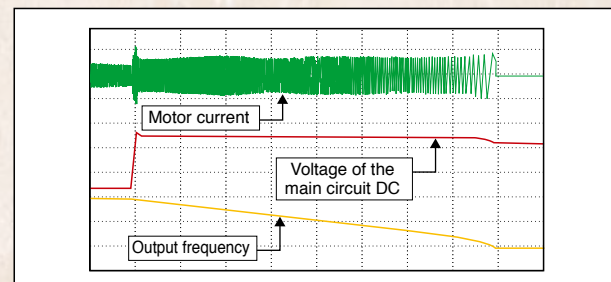 Motor current
Voltage of the
main circuit DC
Output frequency